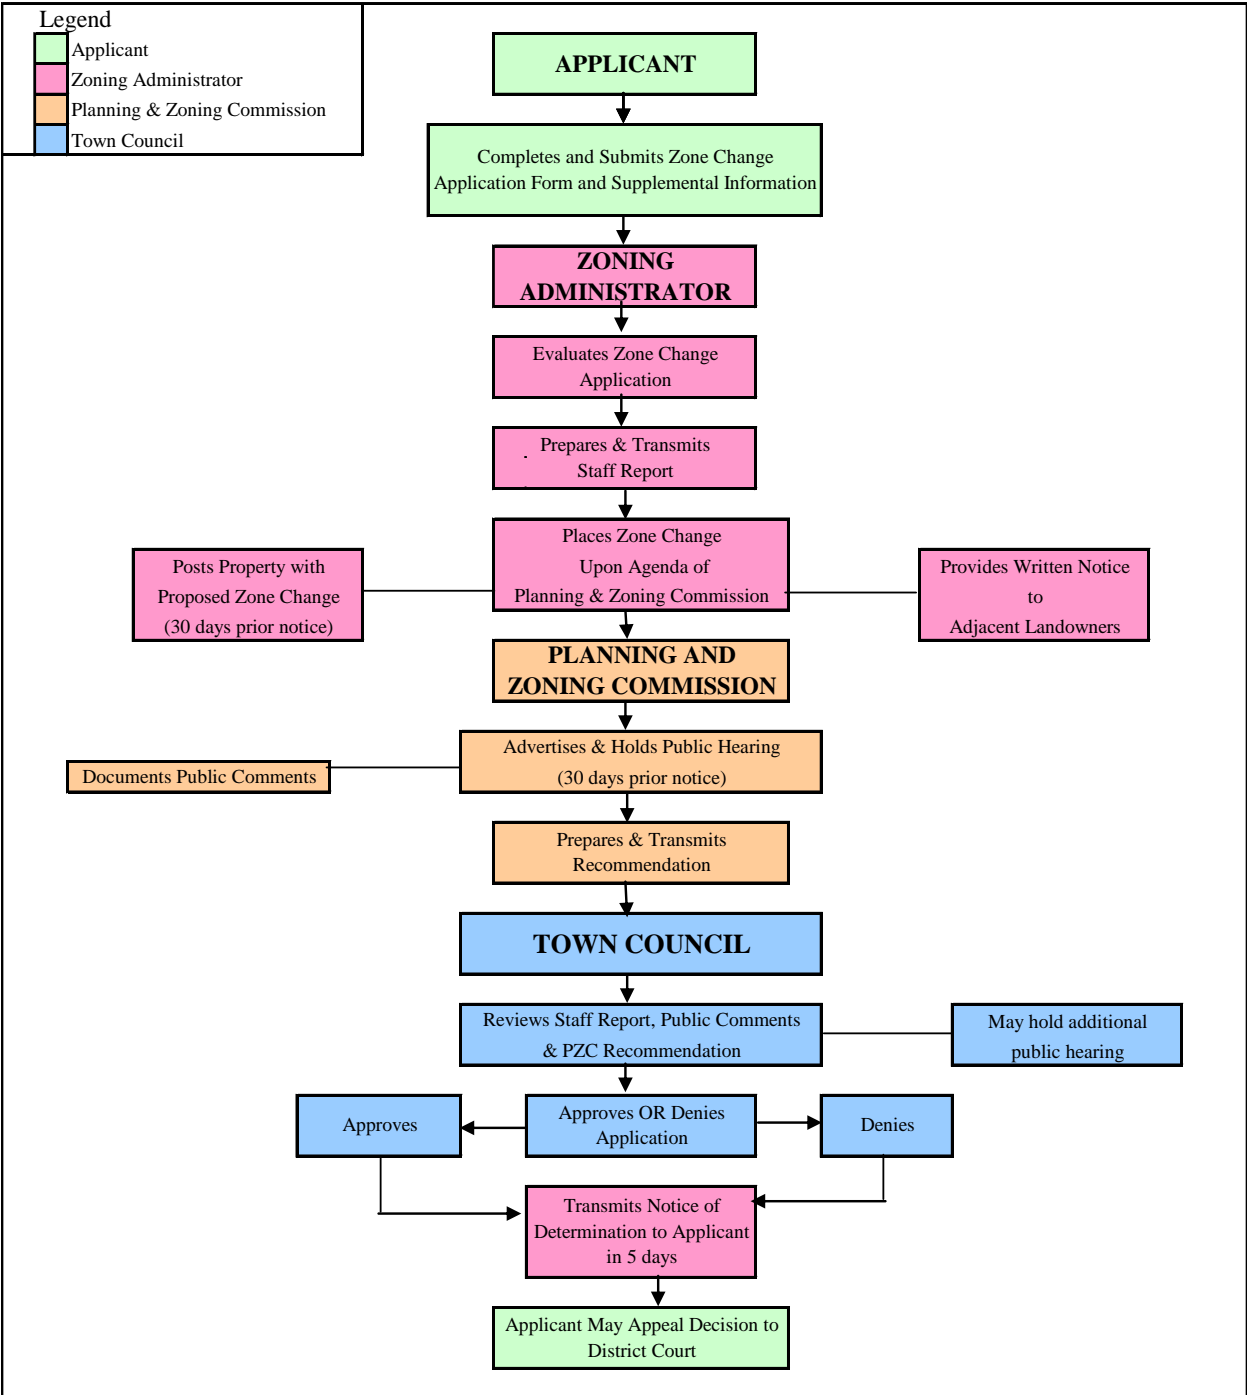 Legend
Applicant
Zoning Administrator
Planning & Zoning Commission
Town Council
APPLICANT
Completes and Submits Zone Change
Application Form and Supplemental Information
ZONING
ADMINISTRATOR
Evaluates Zone Change
Application
Prepares & Transmits
Staff Report
Places Zone Change
Upon Agenda of
Planning & Zoning Commission
Posts Property with
Proposed Zone Change
(30 days prior notice)
Provides Written Notice
to
Adjacent Landowners
PLANNING AND
ZONING COMMISSION
Advertises & Holds Public Hearing
(30 days prior notice)
Documents Public Comments
Prepares & Transmits
Recommendation
TOWN COUNCIL
Reviews Staff Report, Public Comments
& PZC Recommendation
May hold additional
public hearing
Approves
Approves OR Denies
Application
Denies
Transmits Notice of
Determination to Applicant
in 5 days
Applicant May Appeal Decision to
District Court